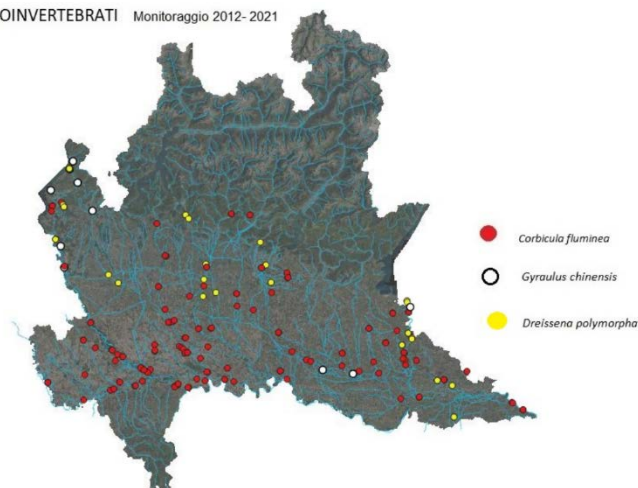 OINVERTEBRATI Monitoraggio 2012- 2021
Corbicula fluminea
Gyraulus chinensis
Dreissena polymorpha